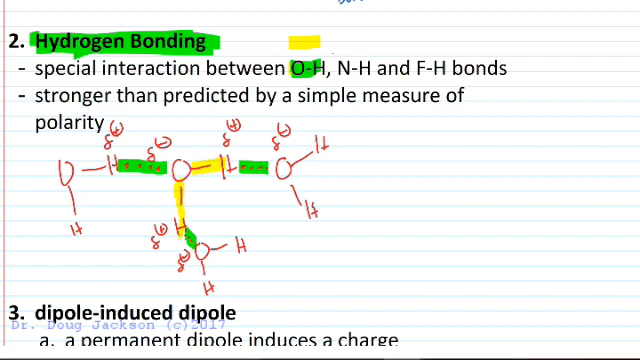 2. Hydrogen Bonding
- special interaction between O-H, N-H and F-H bonds
- stronger than predicted by a simple measure of
polarity
δ⊕ δ⊖ δ⊕ δ⊖ H
O H O H O
H H H
δ⊕ δ⊖ O H
H
3. dipole-induced dipole
Dr. Doug Jackson (c)2017
a. a permanent dipole induces a charge